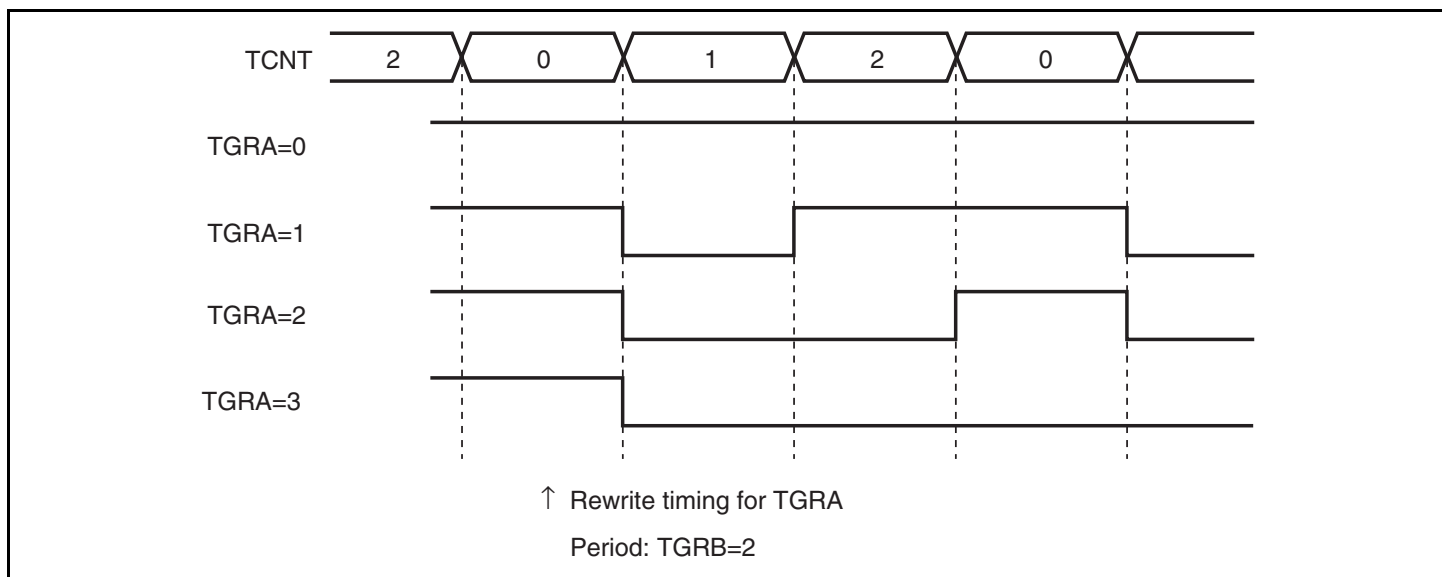 TCNT 2 0 1 2 0
TGRA=0
TGRA=1
TGRA=2
TGRA=3
↑ Rewrite timing for TGRA
Period: TGRB=2